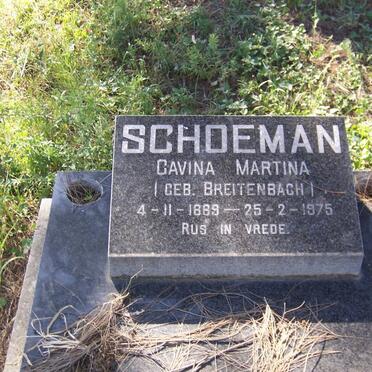 SCHOEMAN
GAVINA MARTINA
(GEB. BREITENBACH)
4-11-1889 — 25-2-1975
RUS IN VREDE.